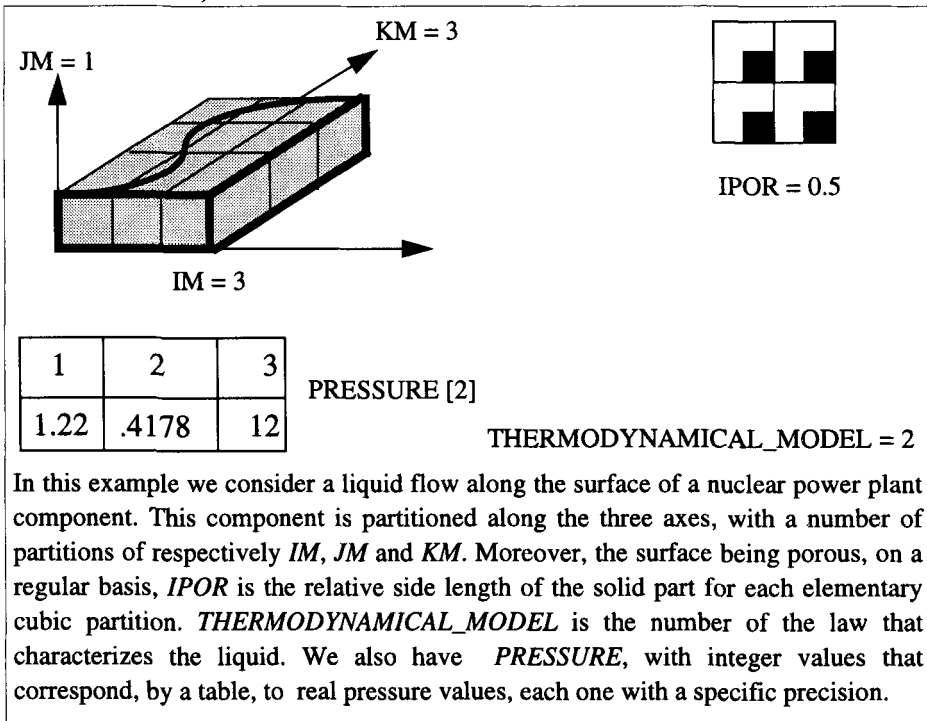 KM = 3
JM = 1
IPOR = 0.5
IM = 3
1 2 3
1.22 .4178 12
PRESSURE [2]
THERMODYNAMICAL_MODEL = 2
In this example we consider a liquid flow along the surface of a nuclear power plant
component. This component is partitioned along the three axes, with a number of
partitions of respectively IM, JM and KM. Moreover, the surface being porous, on a
regular basis, IPOR is the relative side length of the solid part for each elementary
cubic partition. THERMODYNAMICAL_MODEL is the number of the law that
characterizes the liquid. We also have PRESSURE, with integer values that
correspond, by a table, to real pressure values, each one with a specific precision.